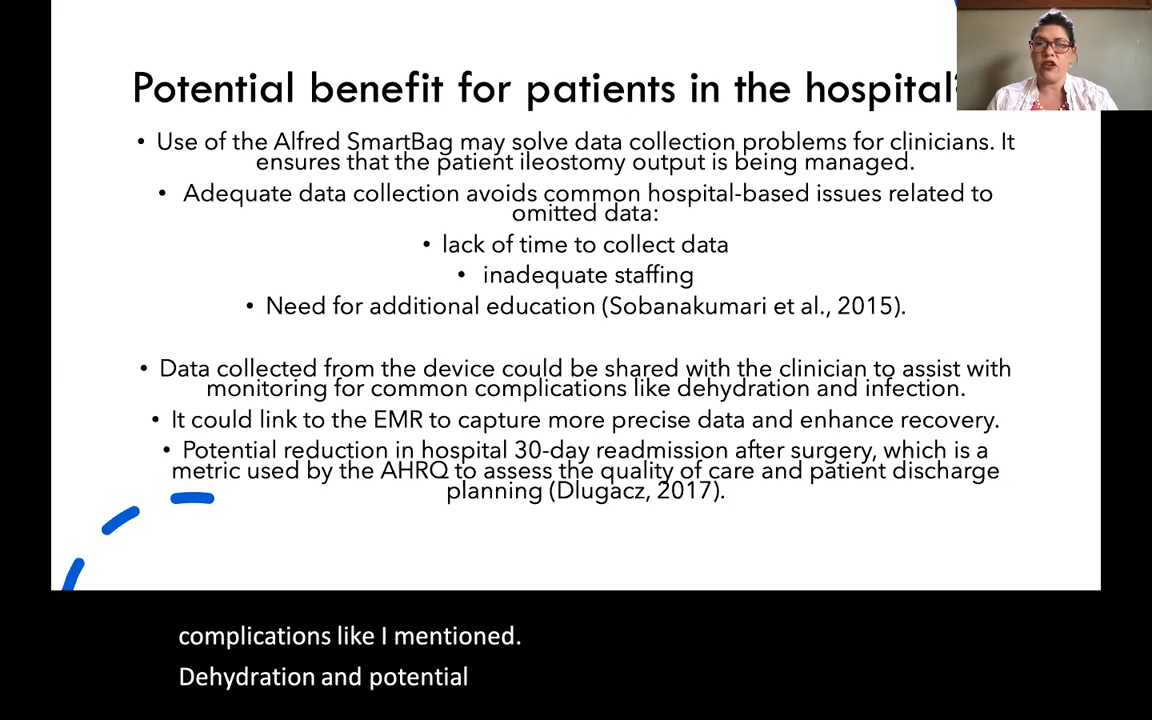 Potential benefit for patients in the hospital
• Use of the Alfred SmartBag may solve data collection problems for clinicians. It
ensures that the patient ileostomy output is being managed.
• Adequate data collection avoids common hospital-based issues related to
omitted data:
• lack of time to collect data
• inadequate staffing
• Need for additional education (Sobanakumari et al., 2015).
• Data collected from the device could be shared with the clinician to assist with
monitoring for common complications like dehydration and infection.
• It could link to the EMR to capture more precise data and enhance recovery.
• Potential reduction in hospital 30-day readmission after surgery, which is a
metric used by the AHRQ to assess the quality of care and patient discharge
planning (Dlugacz, 2017).
complications like I mentioned.
Dehydration and potential